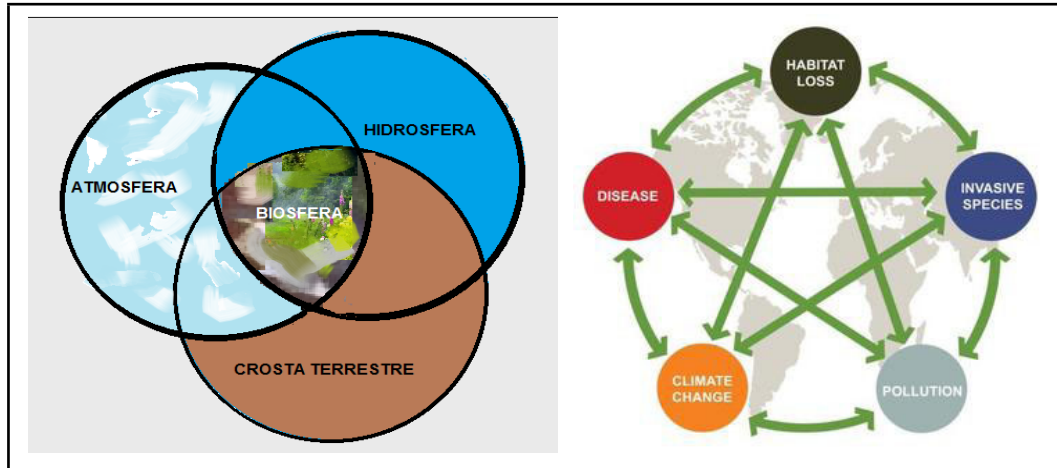 HIDROSFERA
ATMOSFERA
BIOSFERA
CROSTA TERRESTRE
HABITAT
LOSS
DISEASE
INVASIVE
SPECIES
CLIMATE
CHANGE
POLLUTION